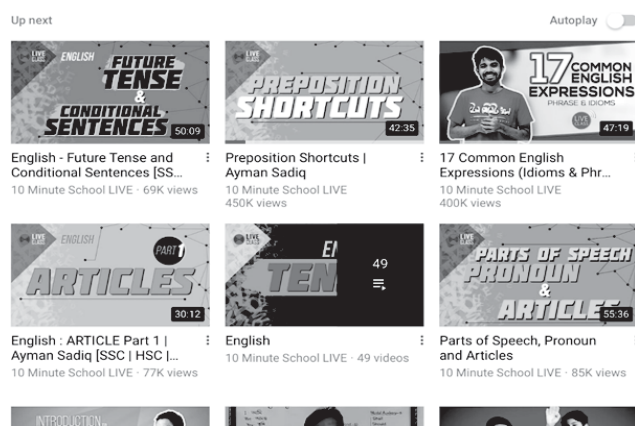 Up next
Autoplay
LIVE CLASS
ENGLISH
FUTURE
TENSE
&
CONDITIONAL
SENTENCES
50:09
English - Future Tense and
Conditional Sentences [SS...
10 Minute School LIVE · 69K views
LIVE CLASS
PREPOSITION
SHORTCUTS
42:35
Preposition Shortcuts |
Ayman Sadiq
10 Minute School LIVE
450K views
17 COMMON
ENGLISH
EXPRESSIONS
PHRASE & IDIOMS
LIVE
47:19
17 Common English
Expressions (Idioms & Phr...
10 Minute School LIVE
400K views
LIVE CLASS
ENGLISH
PART 1
ARTICLES
30:12
English : ARTICLE Part 1 |
Ayman Sadiq [SSC | HSC |...
10 Minute School LIVE · 77K views
LIVE CLASS
EN
TEN
49
English
10 Minute School LIVE · 49 videos
LIVE CLASS
PARTS OF SPEECH
PRONOUN
&
ARTICLES
55:36
Parts of Speech, Pronoun
and Articles
10 Minute School LIVE · 85K views
INTRODUCTION